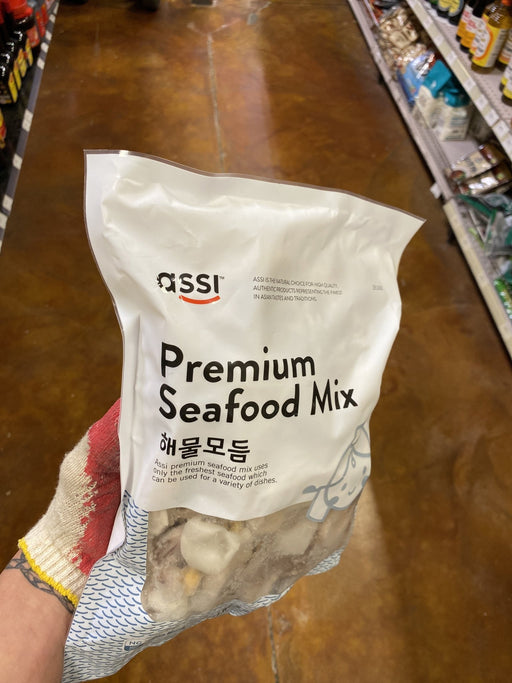 assi™
ASSI IS THE NATURAL CHOICE FOR HIGH QUALITY,
AUTHENTIC PRODUCTS REPRESENTING THE FINEST
IN ASIAN TASTES AND TRADITIONS.
Premium
Seafood Mix
해물모듬
Assi premium seafood mix uses
only the freshest seafood which
can be used for a variety of dishes.